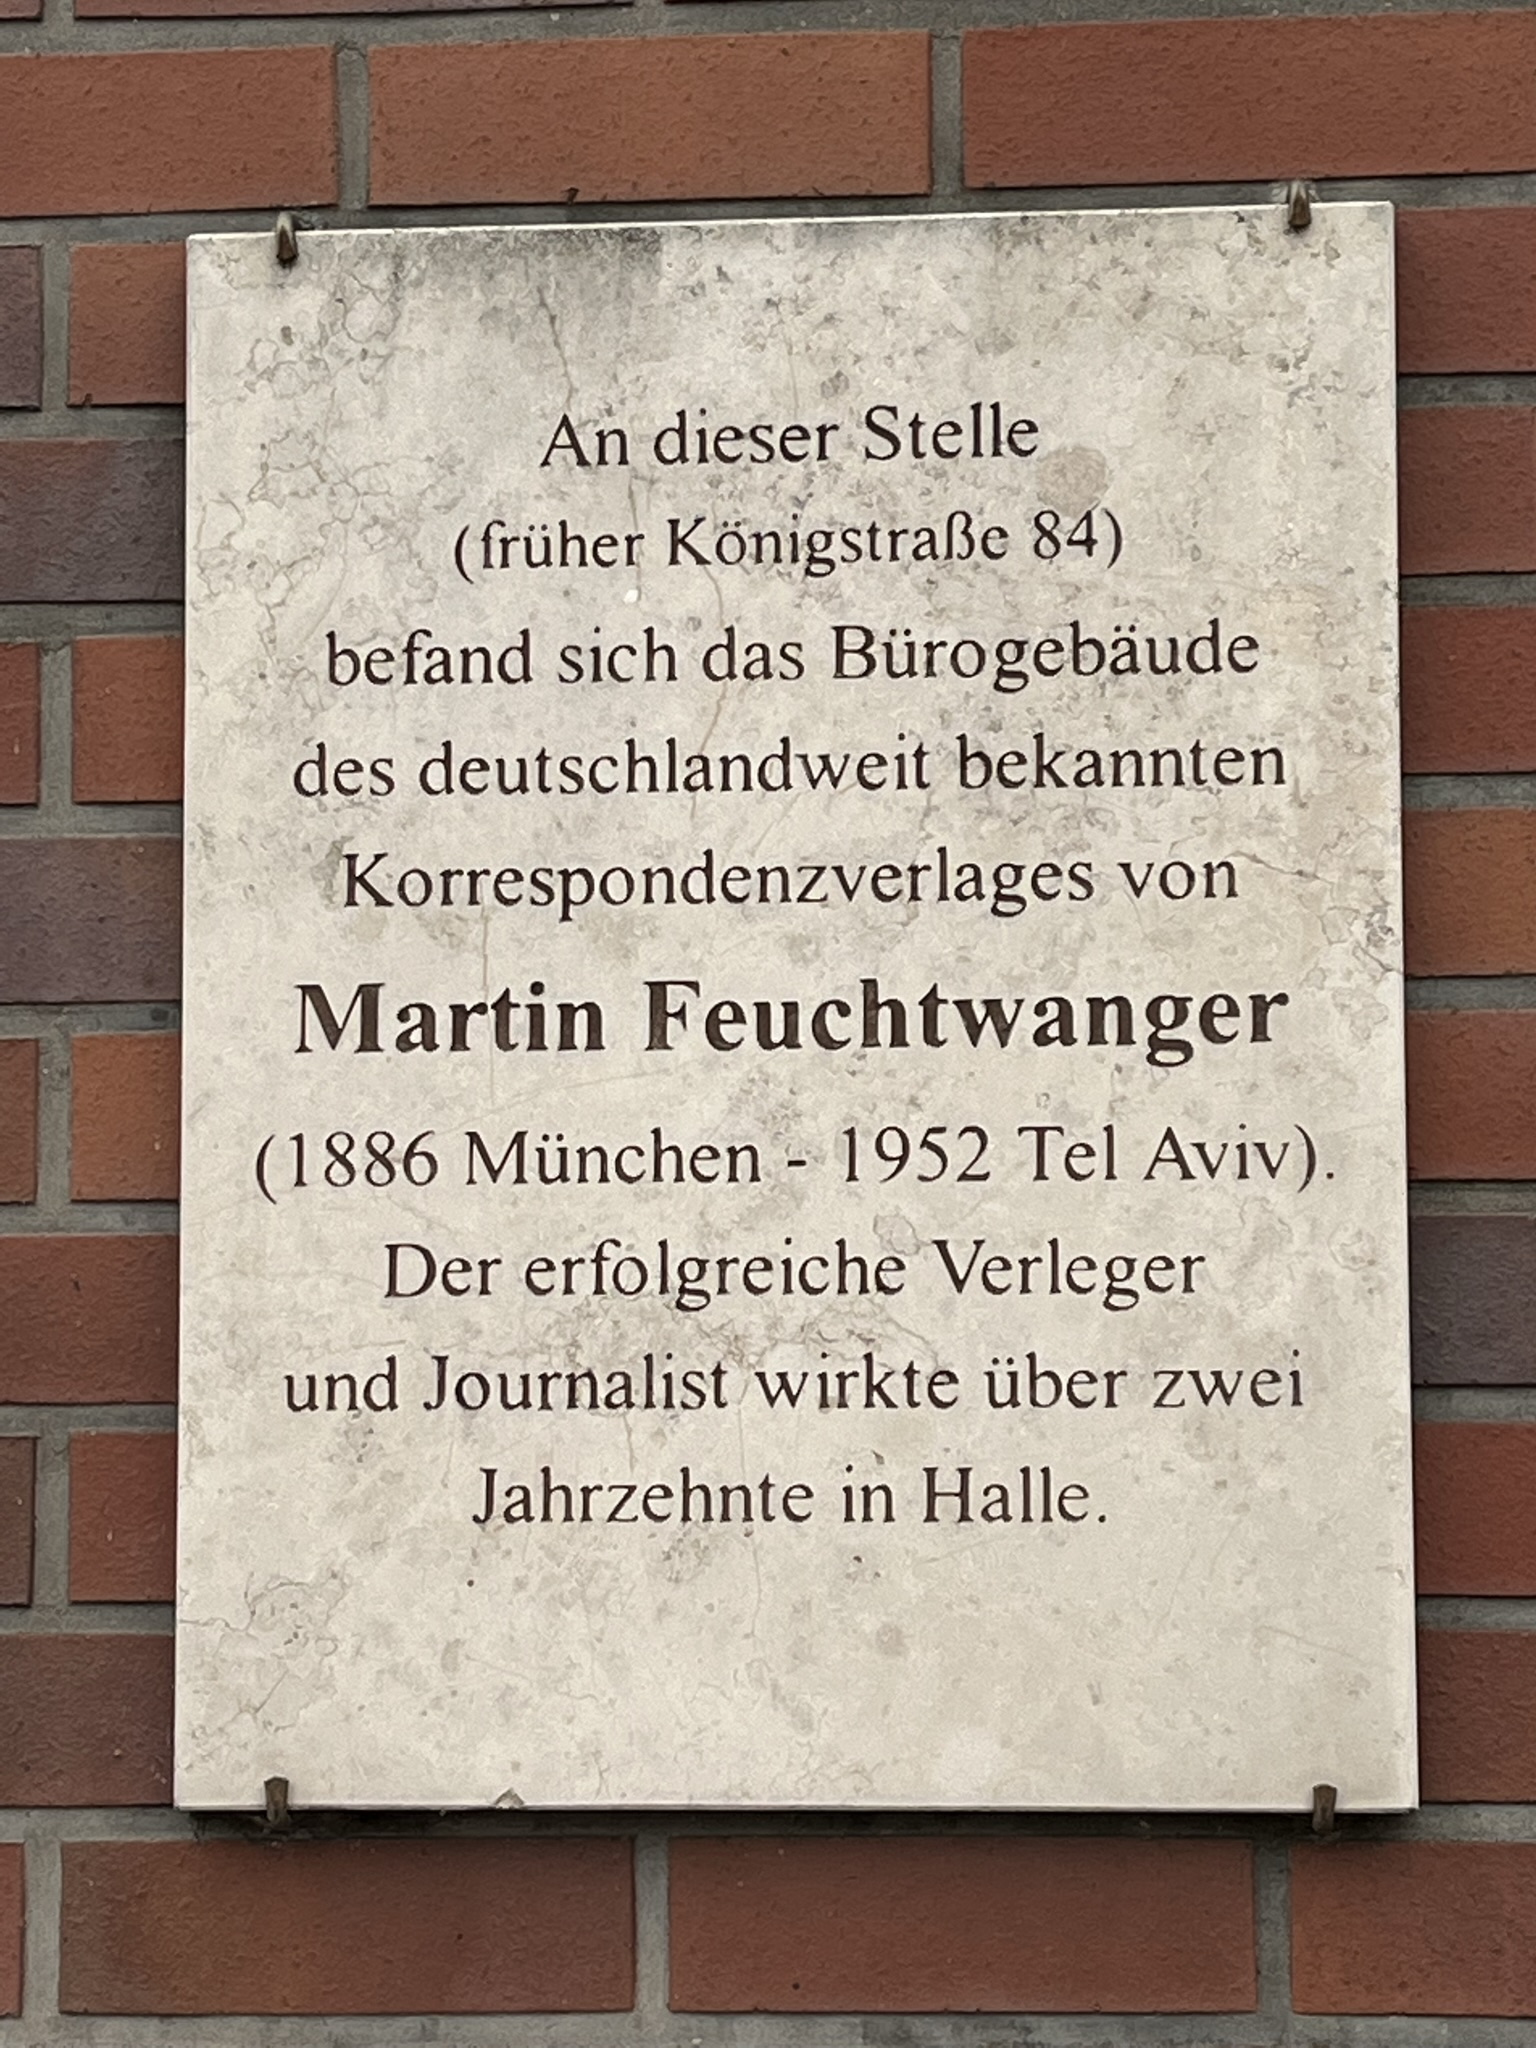 An dieser Stelle
(früher Königstraße 84)
befand sich das Bürogebäude
des deutschlandweit bekannten
Korrespondenzverlages von
Martin Feuchtwanger
(1886 München - 1952 Tel Aviv).
Der erfolgreiche Verleger
und Journalist wirkte über zwei
Jahrzehnte in Halle.